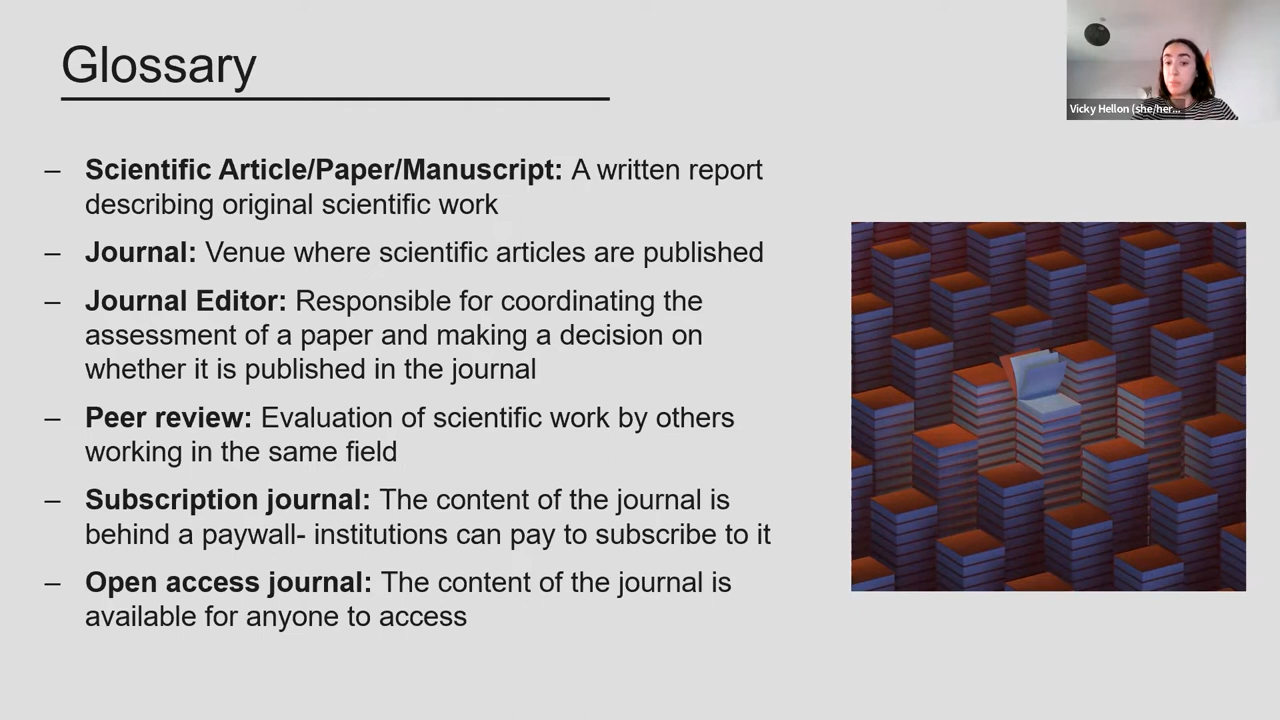 Glossary
Vicky Hellon (she/her...
– Scientific Article/Paper/Manuscript: A written report
describing original scientific work
– Journal: Venue where scientific articles are published
– Journal Editor: Responsible for coordinating the
assessment of a paper and making a decision on
whether it is published in the journal
– Peer review: Evaluation of scientific work by others
working in the same field
– Subscription journal: The content of the journal is
behind a paywall- institutions can pay to subscribe to it
– Open access journal: The content of the journal is
available for anyone to access